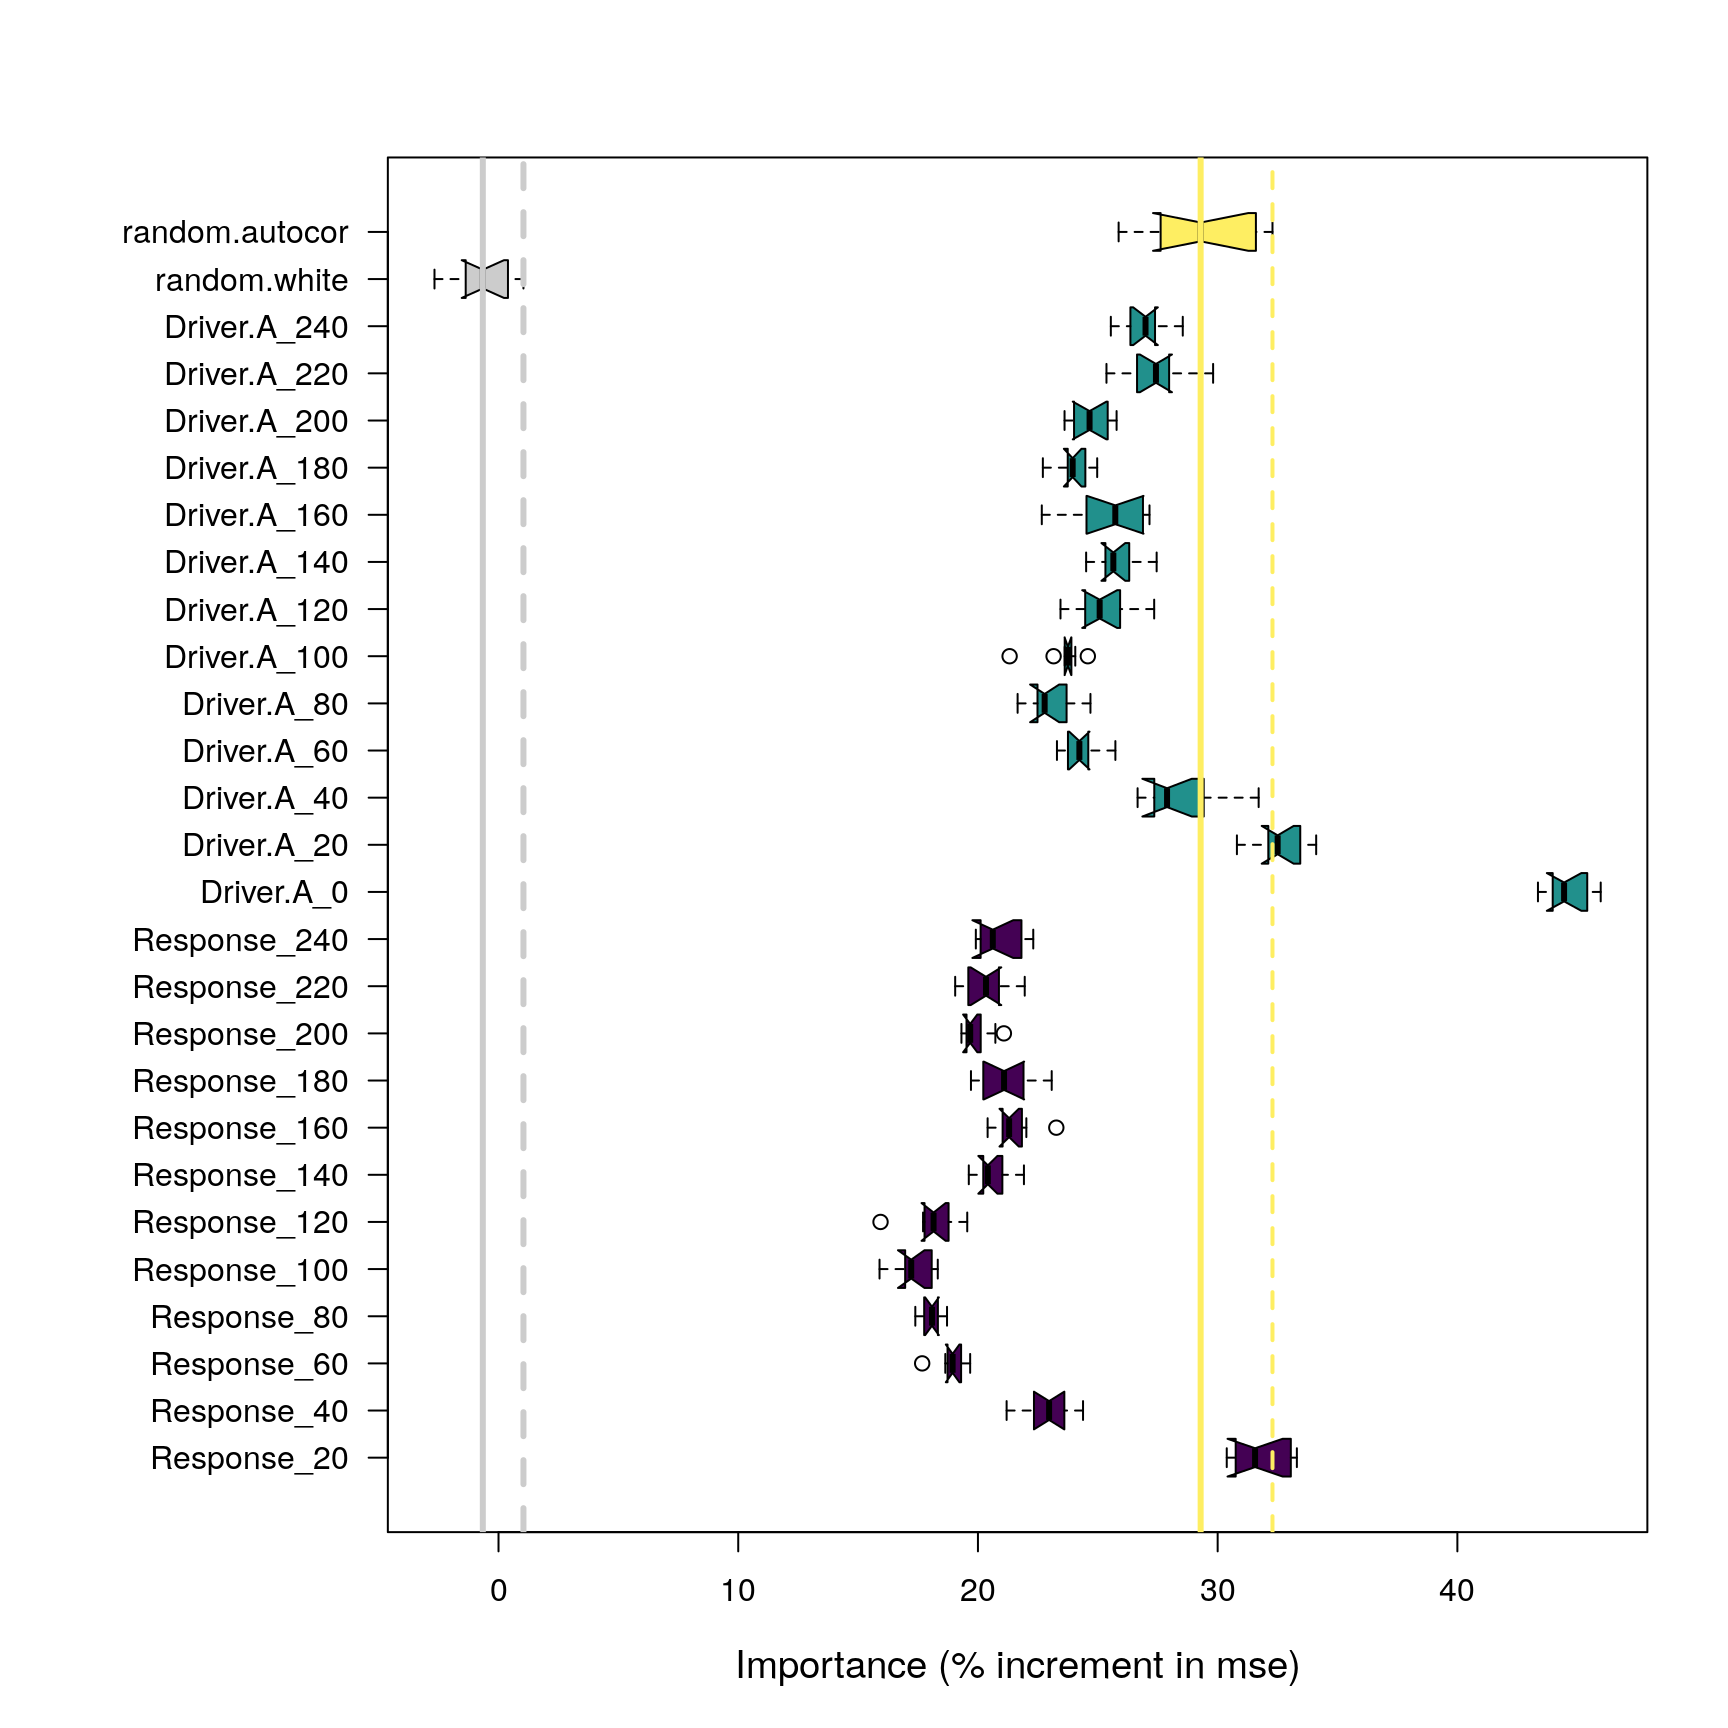 random.autocor
random.white
Driver.A_240
Driver.A_220
Driver.A_200
Driver.A_180
Driver.A_160
Driver.A_140
Driver.A_120
Driver.A_100
Driver.A_80
Driver.A_60
Driver.A_40
Driver.A_20
Driver.A_0
Response_240
Response_220
Response_200
Response_180
Response_160
Response_140
Response_120
Response_100
Response_80
Response_60
Response_40
Response_20
0 10 20 30 40
Importance (% increment in mse)